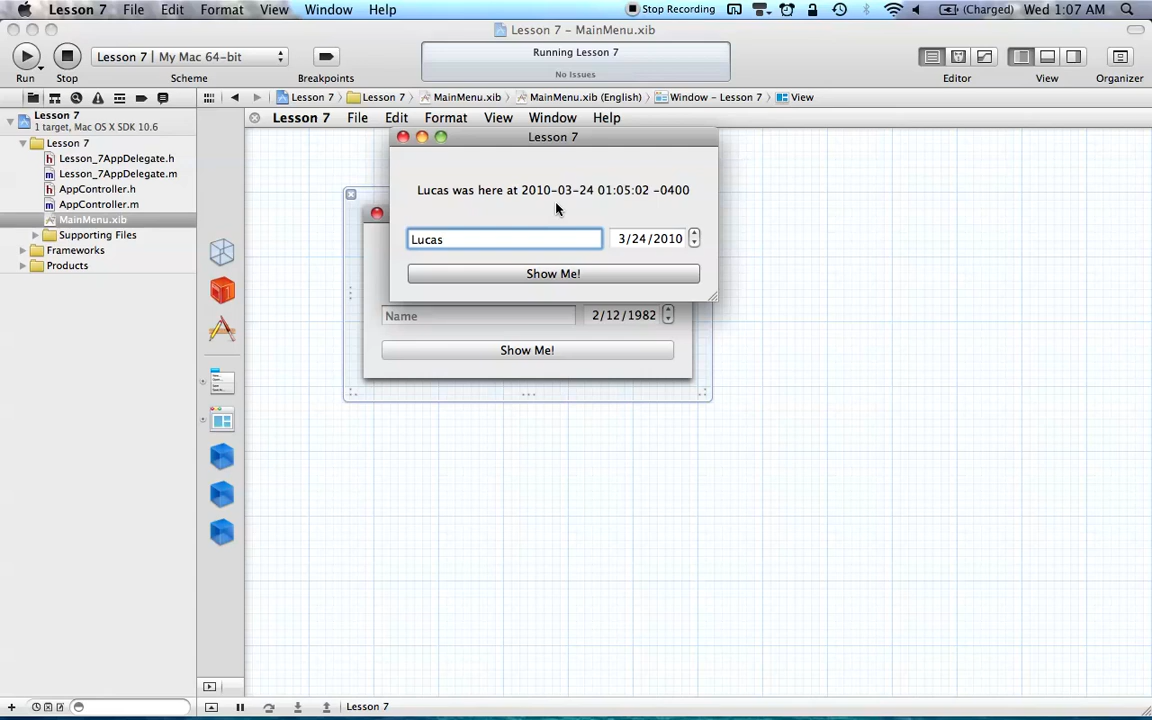 Lesson 7 File Edit Format View Window Help Stop Recording (Charged) Wed 1:07 AM
Lesson 7 – MainMenu.xib
Run Stop Lesson 7 My Mac 64-bit Scheme Breakpoints Running Lesson 7 No Issues Editor View Organizer
Lesson 7 Lesson 7 MainMenu.xib MainMenu.xib (English) Window – Lesson 7 View
Lesson 7
1 target, Mac OS X SDK 10.6
Lesson 7
Lesson_7AppDelegate.h
Lesson_7AppDelegate.m
AppController.h
AppController.m
MainMenu.xib
Supporting Files
Frameworks
Products
Lesson 7 File Edit Format View Window Help
Lesson 7
Lucas was here at 2010-03-24 01:05:02 -0400
Lucas 3/24/2010
Show Me!
Name 2/12/1982
Show Me!
Lesson 7